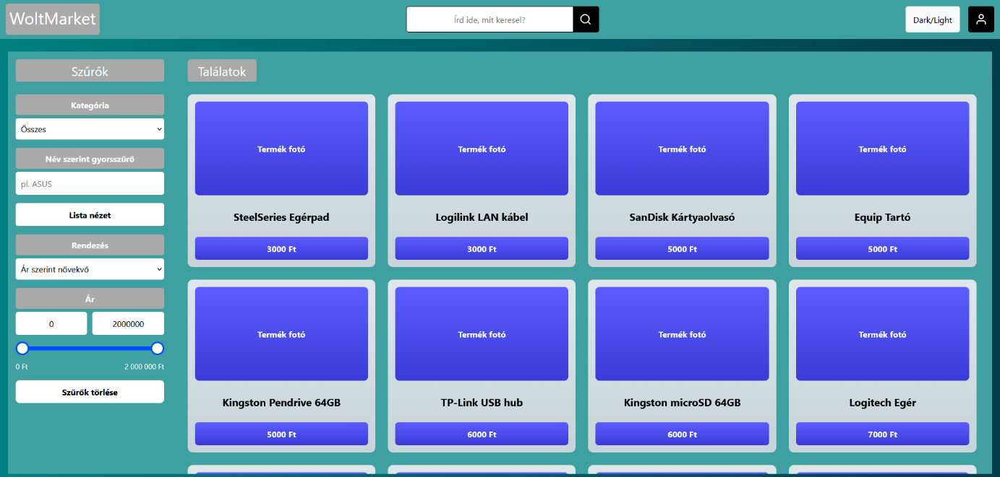 WoltMarket
Írd ide, mit keresel?
Dark/Light
Szűrők
Kategória
Összes
Név szerint gyorsszűrő
pl. ASUS
Lista nézet
Rendezés
Ár szerint növekvő
Ár
0
2000000
0 Ft
2 000 000 Ft
Szűrők törlése
Találatok
Termék fotó
SteelSeries Egérpad
3000 Ft
Termék fotó
Logilink LAN kábel
3000 Ft
Termék fotó
SanDisk Kártyaolvasó
5000 Ft
Termék fotó
Equip Tartó
5000 Ft
Termék fotó
Kingston Pendrive 64GB
5000 Ft
Termék fotó
TP-Link USB hub
6000 Ft
Termék fotó
Kingston microSD 64GB
6000 Ft
Termék fotó
Logitech Egér
7000 Ft